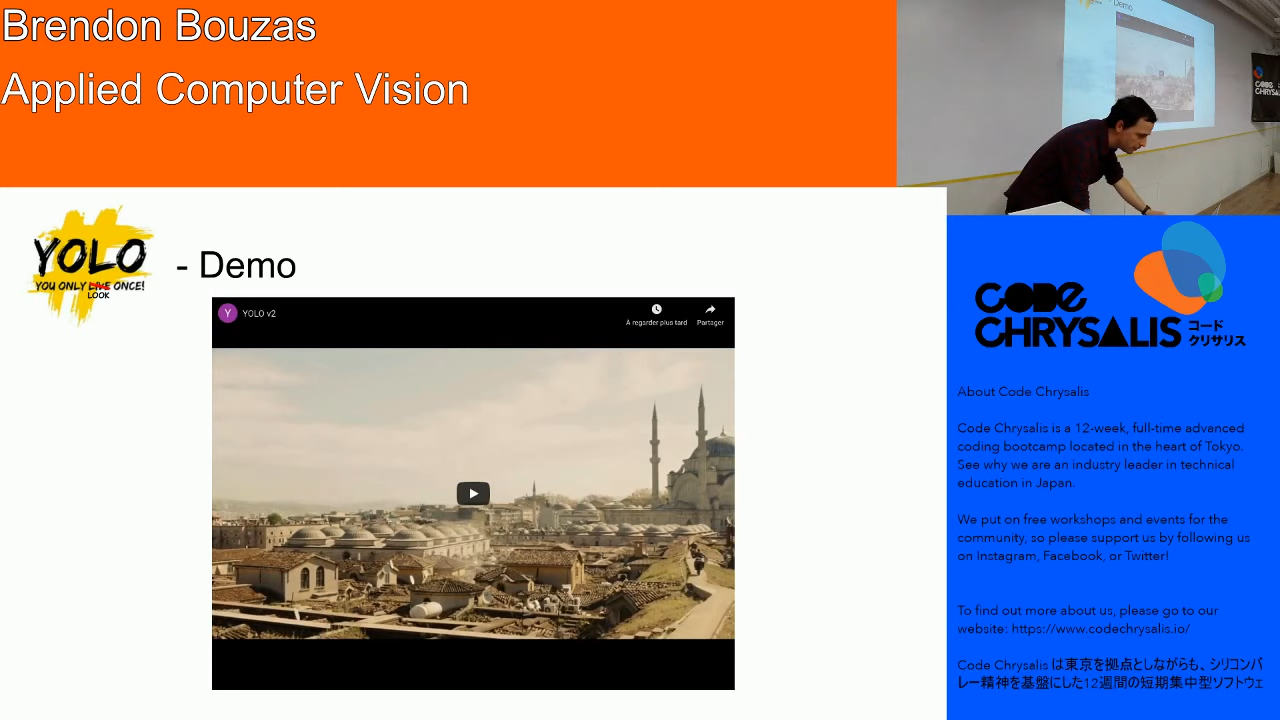 Brendon Bouzas
Applied Computer Vision
- Demo
CODE
CHRYSALIS
YOLO
YOU ONLY LIVE ONCE!
LOOK
- Demo
Y YOLO v2
À regarder plus tard
Partager
CODE
CHRYSALIS
コード
クリサリス
About Code Chrysalis
Code Chrysalis is a 12-week, full-time advanced
coding bootcamp located in the heart of Tokyo.
See why we are an industry leader in technical
education in Japan.
We put on free workshops and events for the
community, so please support us by following us
on Instagram, Facebook, or Twitter!
To find out more about us, please go to our
website: https://www.codechrysalis.io/
Code Chrysalis は東京を拠点としながらも、シリコンバ
レー精神を基盤にした12週間の短期集中型ソフトウェ